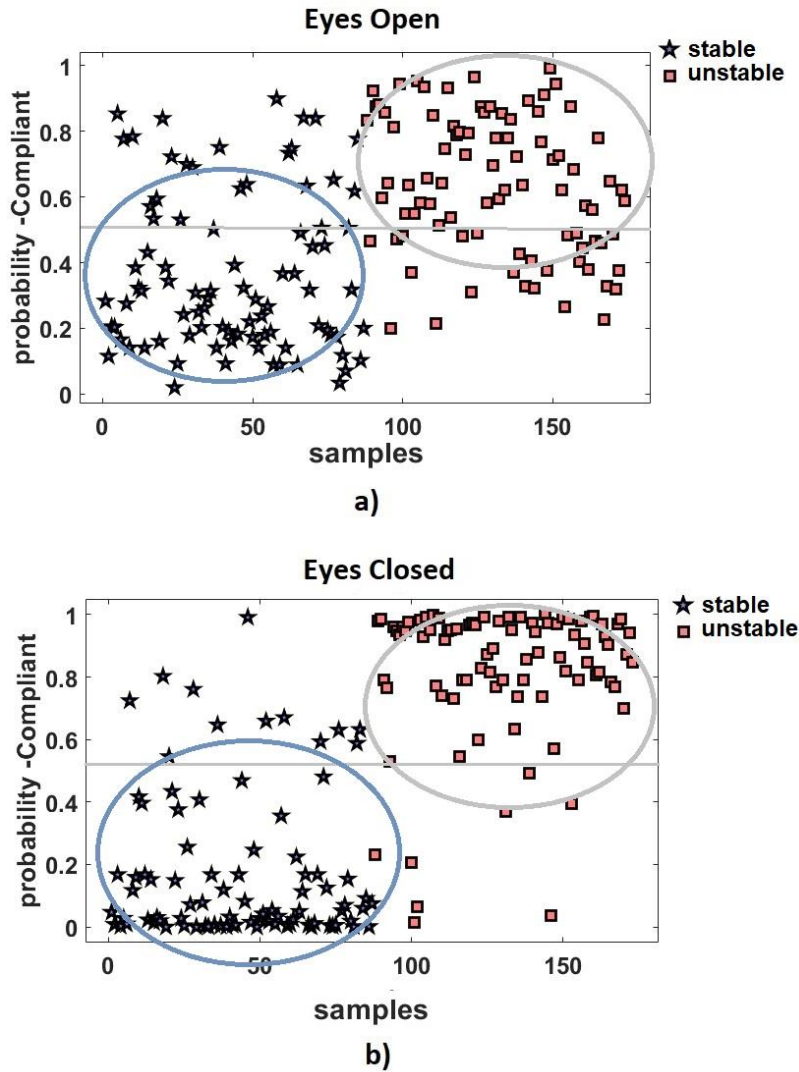 Eyes Open
stable
unstable
probability -Compliant
1
0.8
0.6
0.4
0.2
0
0
50
100
150
samples
a)
Eyes Closed
stable
unstable
probability -Compliant
1
0.8
0.6
0.4
0.2
0
0
50
100
150
samples
b)